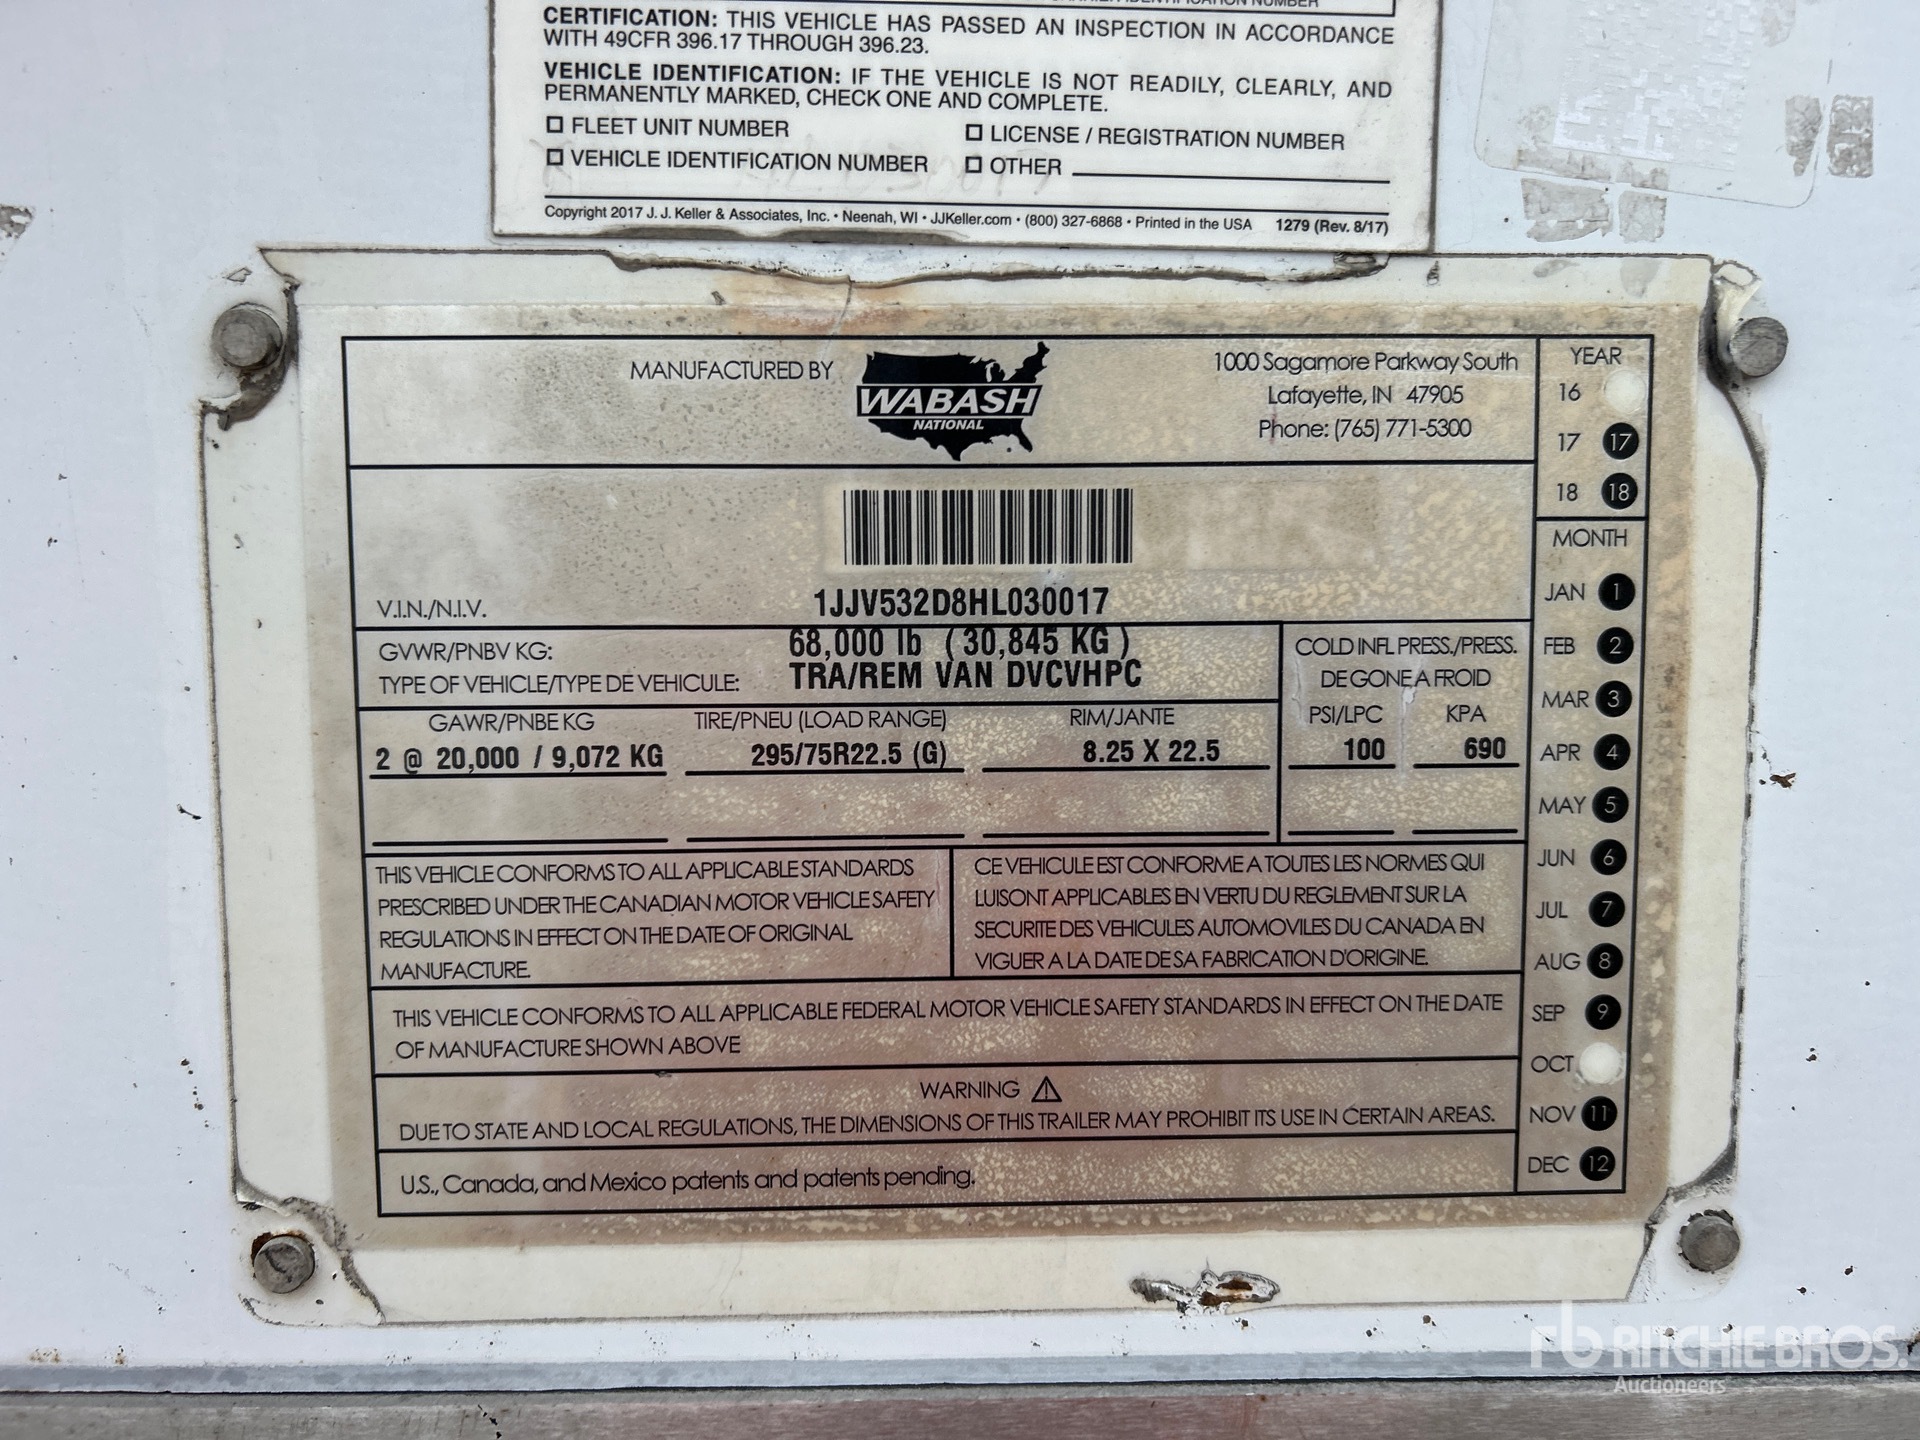 CERTIFICATION: THIS VEHICLE HAS PASSED AN INSPECTION IN ACCORDANCE
WITH 49CFR 396.17 THROUGH 396.23.
VEHICLE IDENTIFICATION: IF THE VEHICLE IS NOT READILY, CLEARLY, AND
PERMANENTLY MARKED, CHECK ONE AND COMPLETE.
FLEET UNIT NUMBER
LICENSE / REGISTRATION NUMBER
VEHICLE IDENTIFICATION NUMBER
OTHER
Copyright 2017 J. J. Keller & Associates, Inc. • Neenah, WI • JJKeller.com • (800) 327-6868 • Printed in the USA 1279 (Rev. 8/17)
MANUFACTURED BY
WABASH
NATIONAL
1000 Sagamore Parkway South
Lafayette, IN 47905
Phone: (765) 771-5300
YEAR
16
17 17
18 18
V.I.N./N.I.V. 1JJV532D8HL030017
GVWR/PNBV KG: 68,000 lb ( 30,845 KG )
TYPE OF VEHICLE/TYPE DE VEHICULE: TRA/REM VAN DVCVHPC
COLD INFL PRESS./PRESS.
DE GONE A FROID
PSI/LPC KPA
100 690
GAWR/PNBE KG TIRE/PNEU (LOAD RANGE) RIM/JANTE
2 @ 20,000 / 9,072 KG 295/75R22.5 (G) 8.25 X 22.5
THIS VEHICLE CONFORMS TO ALL APPLICABLE STANDARDS
PRESCRIBED UNDER THE CANADIAN MOTOR VEHICLE SAFETY
REGULATIONS IN EFFECT ON THE DATE OF ORIGINAL
MANUFACTURE.
CE VEHICULE EST CONFORME A TOUTES LES NORMES QUI
LUISONT APPLICABLES EN VERTU DU REGLEMENT SUR LA
SECURITE DES VEHICULES AUTOMOVILES DU CANADA EN
VIGUER A LA DATE DE SA FABRICATION D'ORIGINE.
THIS VEHICLE CONFORMS TO ALL APPLICABLE FEDERAL MOTOR VEHICLE SAFETY STANDARDS IN EFFECT ON THE DATE
OF MANUFACTURE SHOWN ABOVE
WARNING
DUE TO STATE AND LOCAL REGULATIONS, THE DIMENSIONS OF THIS TRAILER MAY PROHIBIT ITS USE IN CERTAIN AREAS.
U.S., Canada, and Mexico patents and patents pending.
MONTH
JAN 1
FEB 2
MAR 3
APR 4
MAY 5
JUN 6
JUL 7
AUG 8
SEP 9
OCT
NOV 11
DEC 12
rb RITCHIE BROS.
Auctioneers